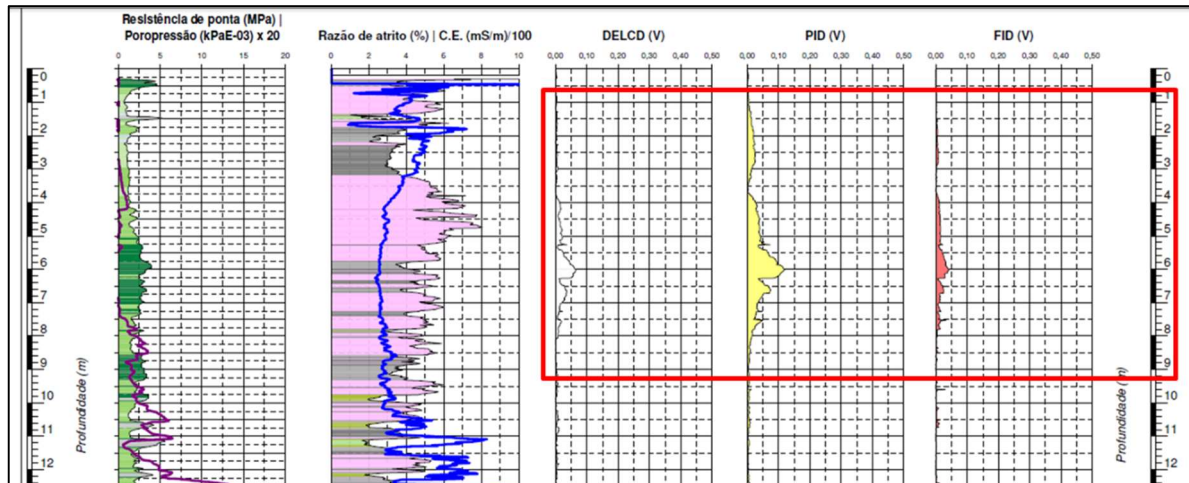 Resistência de ponta (MPa) |
Poropressão (kPaE-03) x 20
Razão de atrito (%) | C.E. (mS/m)/100
DELCD (V)
PID (V)
FID (V)
0 5 10 15 20
0 2 4 6 8 10
0,00 0,10 0,20 0,30 0,40 0,50
0,00 0,10 0,20 0,30 0,40 0,50
0,00 0,10 0,20 0,30 0,40 0,50
0
1
2
3
4
5
6
7
8
9
10
11
12
Profundidade (m)
0
1
2
3
4
5
6
7
8
9
10
11
12
Profundidade (m)